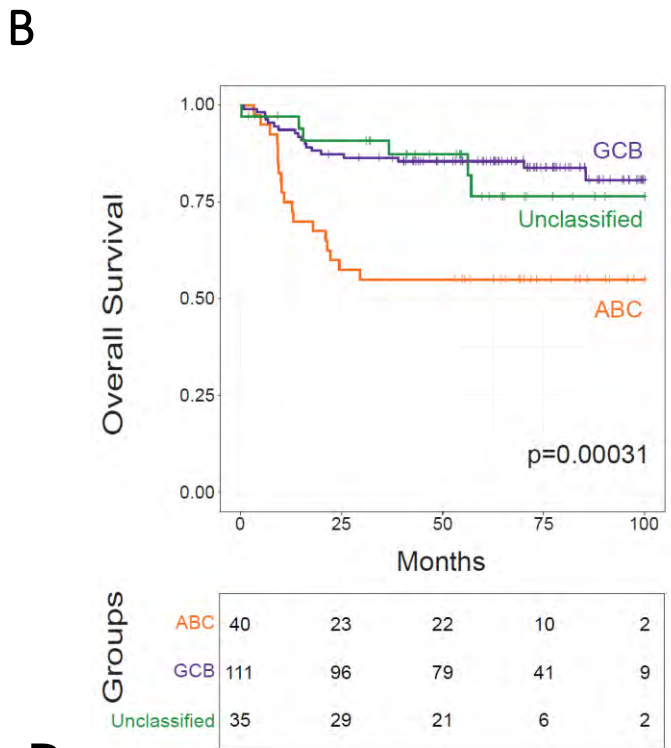 B
1.00
0.75
0.50
0.25
0.00
Overall Survival
GCB
Unclassified
ABC
p=0.00031
0 25 50 75 100
Months
Groups
ABC 40 23 22 10 2
GCB 111 96 79 41 9
Unclassified 35 29 21 6 2